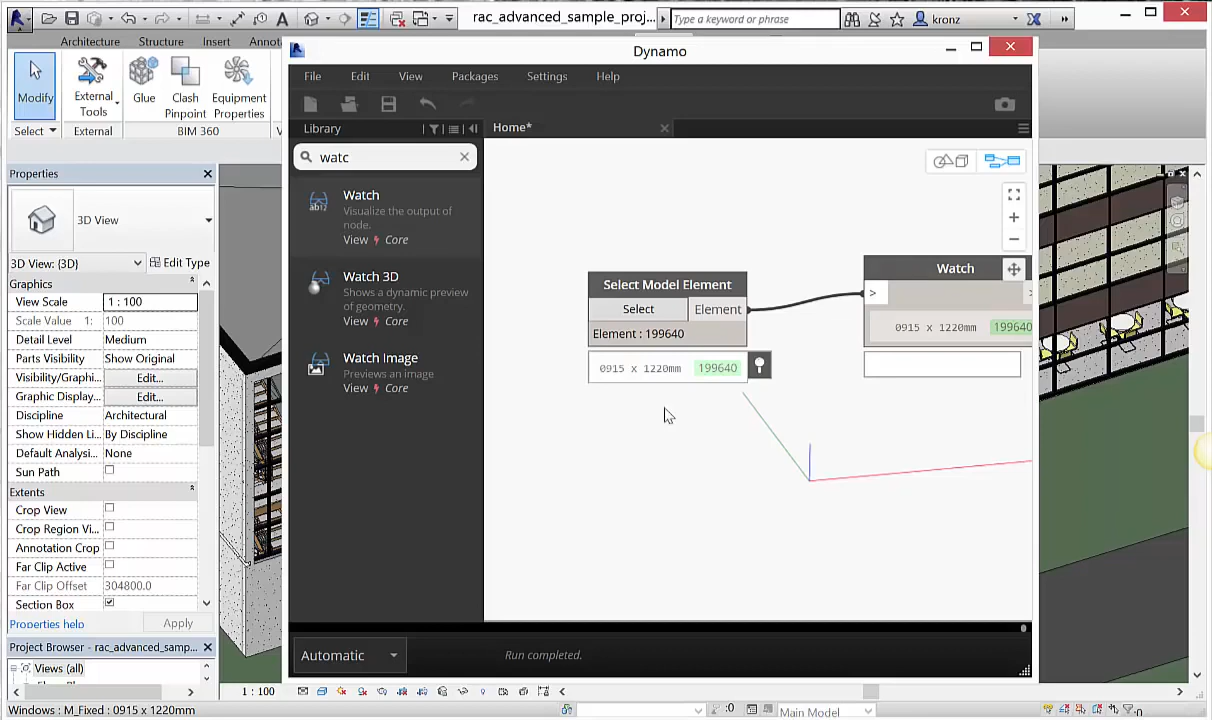 rac_advanced_sample_proj...
Type a keyword or phrase
kronz
Architecture
Structure
Insert
Annot
Modify
External Tools
Glue
Clash Pinpoint
Equipment Properties
Select
External
BIM 360
Dynamo
File
Edit
View
Packages
Settings
Help
Library
Home*
watc
Watch
Visualize the output of node.
View Core
Watch 3D
Shows a dynamic preview of geometry.
View Core
Watch Image
Previews an image
View Core
Select Model Element
Select
Element
Element : 199640
0915 x 1220mm 199640
Watch
>
0915 x 1220mm 199640
Automatic
Run completed.
Properties
3D View
3D View: {3D}
Edit Type
Graphics
View Scale 1 : 100
Scale Value 1: 100
Detail Level Medium
Parts Visibility Show Original
Visibility/Graphi... Edit...
Graphic Display... Edit...
Discipline Architectural
Show Hidden Li... By Discipline
Default Analysi... None
Sun Path
Extents
Crop View
Crop Region Vi...
Annotation Crop
Far Clip Active
Far Clip Offset 304800.0
Section Box
Properties help
Apply
Project Browser - rac_advanced_samp...
Views (all)
1 : 100
Windows : M_Fixed : 0915 x 1220mm
:0
Main Model
:0